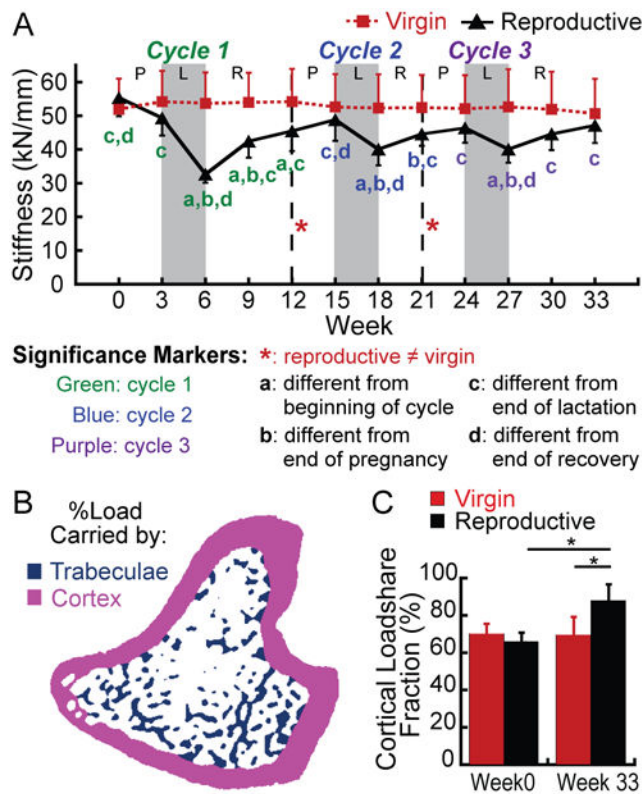 A
Virgin Reproductive
Cycle 1 Cycle 2 Cycle 3
P L R P L R P L R
Stiffness (kN/mm)
60
50
40
30
20
10
0
c,d c a,b,d a,b,c a,c c,d a,b,d b,c c a,b,d c c
* *
0 3 6 9 12 15 18 21 24 27 30 33
Week
Significance Markers:
Green: cycle 1
Blue: cycle 2
Purple: cycle 3
*: reproductive ≠ virgin
a: different from
beginning of cycle
b: different from
end of pregnancy
c: different from
end of lactation
d: different from
end of recovery
B
%Load
Carried by:
Trabeculae
Cortex
C
Virgin
Reproductive
*
*
Cortical Loadshare
Fraction (%)
100
80
60
40
20
0
Week0 Week 33